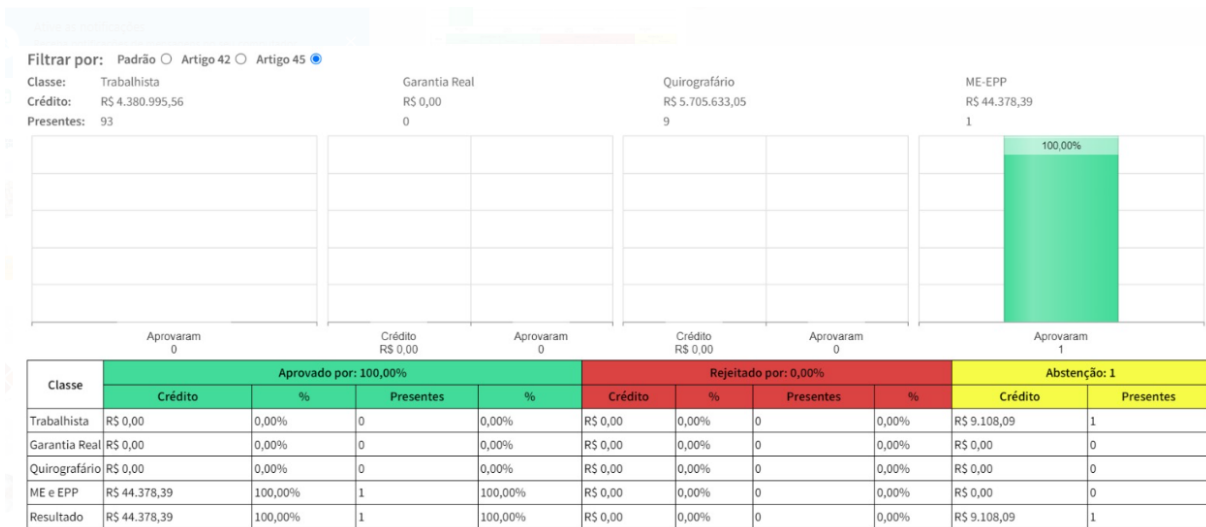 Filtrar por: Padrão Artigo 42 Artigo 45
Classe: Trabalhista Garantia Real Quirografário ME-EPP
Crédito: R$ 4.380.995,56 R$ 0,00 R$ 5.705.633,05 R$ 44.378,39
Presentes: 93 0 9 1
100,00%
Aprovaram Crédito Aprovaram Crédito Aprovaram Aprovaram
0 R$ 0,00 0 R$ 0,00 0 1
Classe Aprovado por: 100,00% Rejeitado por: 0,00% Abstenção: 1
Crédito % Presentes % Crédito % Presentes % Crédito Presentes
Trabalhista R$ 0,00 0,00% 0 0,00% R$ 0,00 0,00% 0 0,00% R$ 9.108,09 1
Garantia Real R$ 0,00 0,00% 0 0,00% R$ 0,00 0,00% 0 0,00% R$ 0,00 0
Quirografário R$ 0,00 0,00% 0 0,00% R$ 0,00 0,00% 0 0,00% R$ 0,00 0
ME e EPP R$ 44.378,39 100,00% 1 100,00% R$ 0,00 0,00% 0 0,00% R$ 0,00 0
Resultado R$ 44.378,39 100,00% 1 100,00% R$ 0,00 0,00% 0 0,00% R$ 9.108,09 1